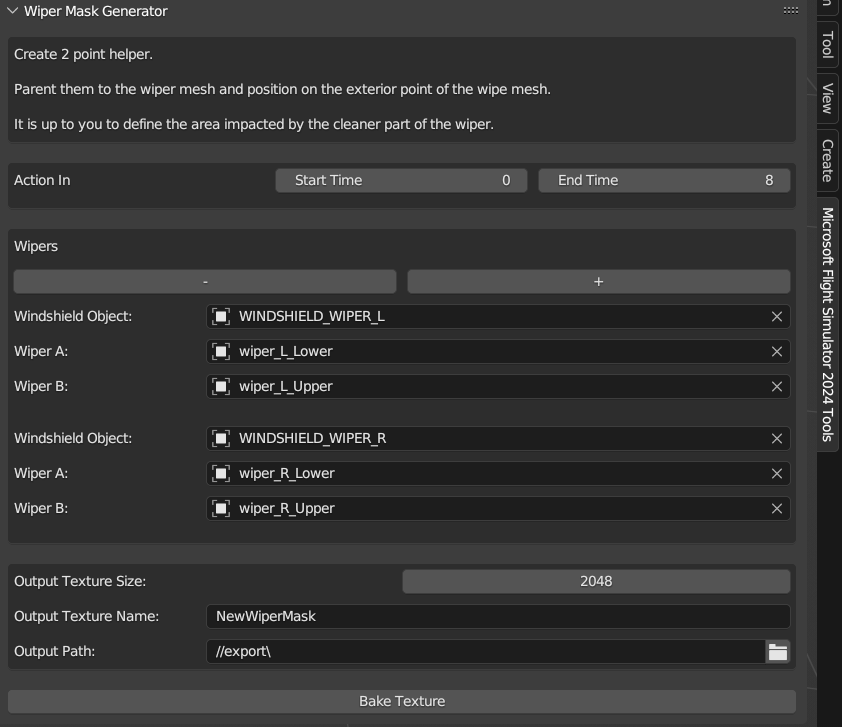 Wiper Mask Generator
Create 2 point helper.
Parent them to the wiper mesh and position on the exterior point of the wipe mesh.
It is up to you to define the area impacted by the cleaner part of the wiper.
Action In Start Time 0 End Time 8
Wipers
- +
Windshield Object: WINDSHIELD_WIPER_L
Wiper A: wiper_L_Lower
Wiper B: wiper_L_Upper
Windshield Object: WINDSHIELD_WIPER_R
Wiper A: wiper_R_Lower
Wiper B: wiper_R_Upper
Output Texture Size: 2048
Output Texture Name: NewWiperMask
Output Path: //export\
Bake Texture
Tool
View
Create
Microsoft Flight Simulator 2024 Tools